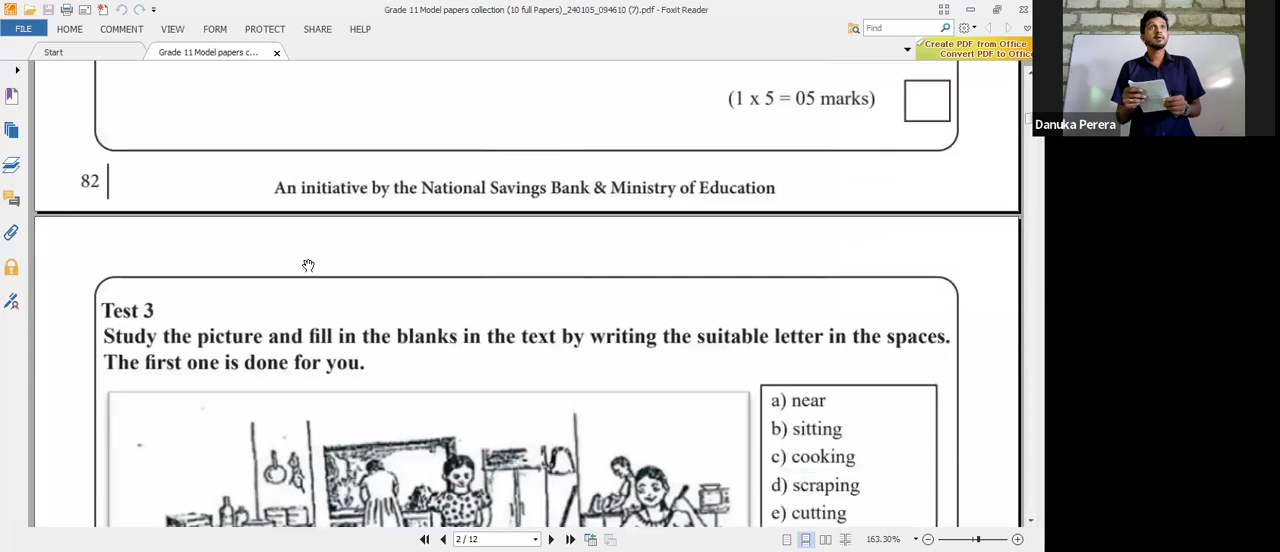 Grade 11 Model papers collection (10 full Papers)_240105_094610 (7).pdf - Foxit Reader
FILE HOME COMMENT VIEW FORM PROTECT SHARE HELP
Find
Create PDF from Office
Convert PDF to Offic
Start
Grade 11 Model papers c...
(1 x 5 = 05 marks)
82
An initiative by the National Savings Bank & Ministry of Education
Test 3
Study the picture and fill in the blanks in the text by writing the suitable letter in the spaces.
The first one is done for you.
a) near
b) sitting
c) cooking
d) scraping
e) cutting
2 / 12
163.30%
Danuka Perera